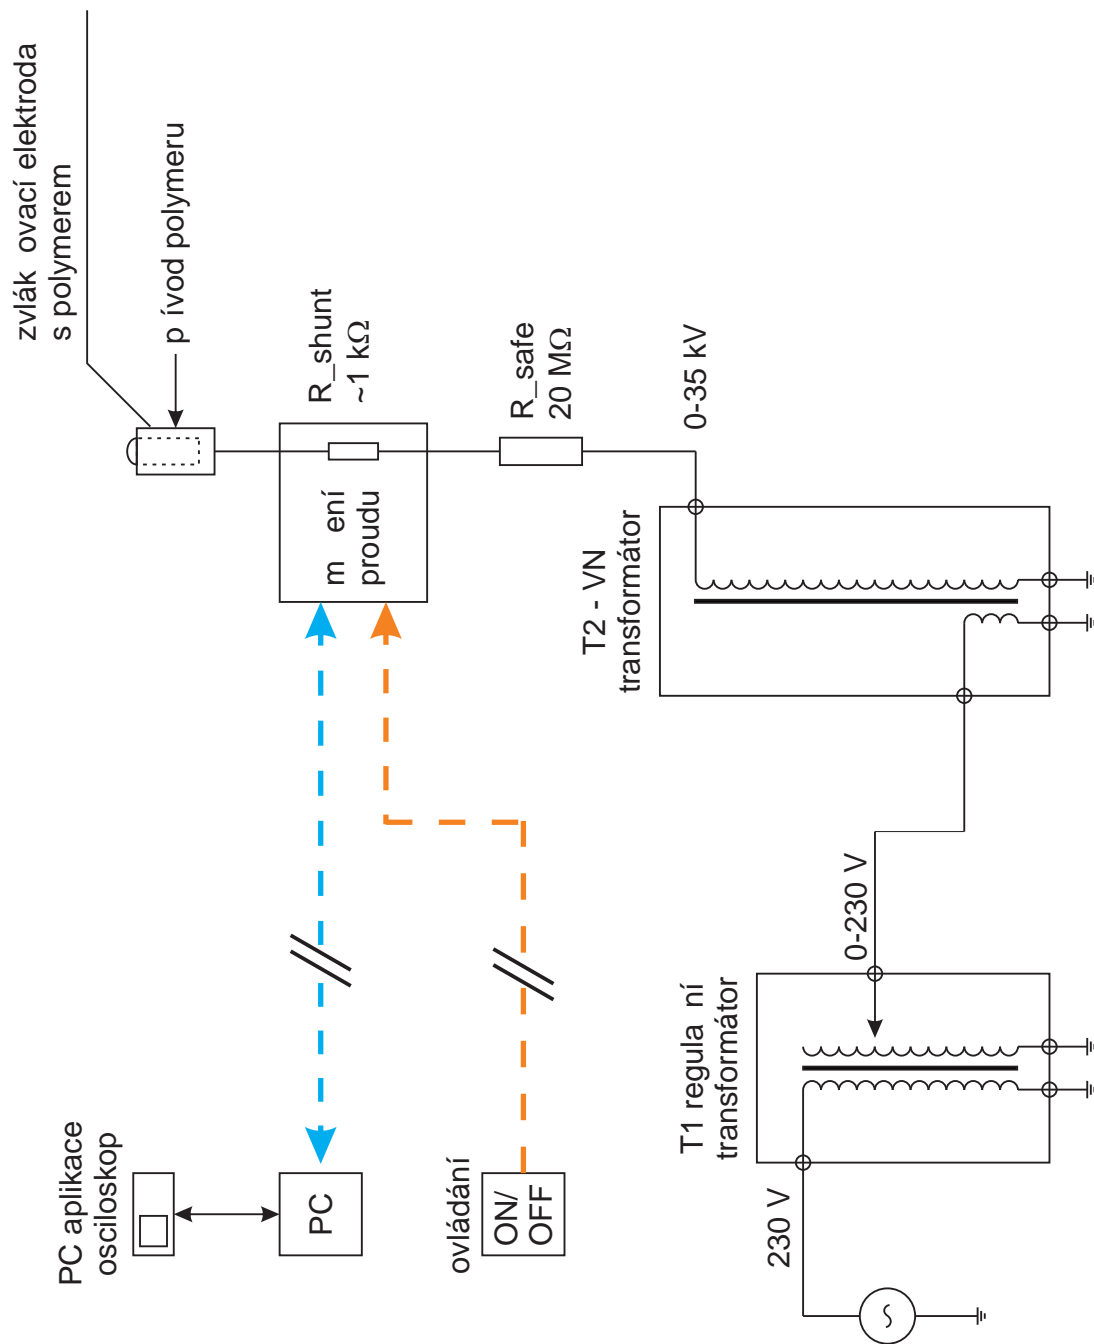 zvlák ovací elektroda
s polymerem
p ívod polymeru
R_shunt
~1 kΩ
m ení
proudu
R_safe
20 MΩ
0-35 kV
T2 - VN
transformátor
PC aplikace
osciloskop
PC
ovládání
ON/
OFF
0-230 V
T1 regula ní
transformátor
230 V